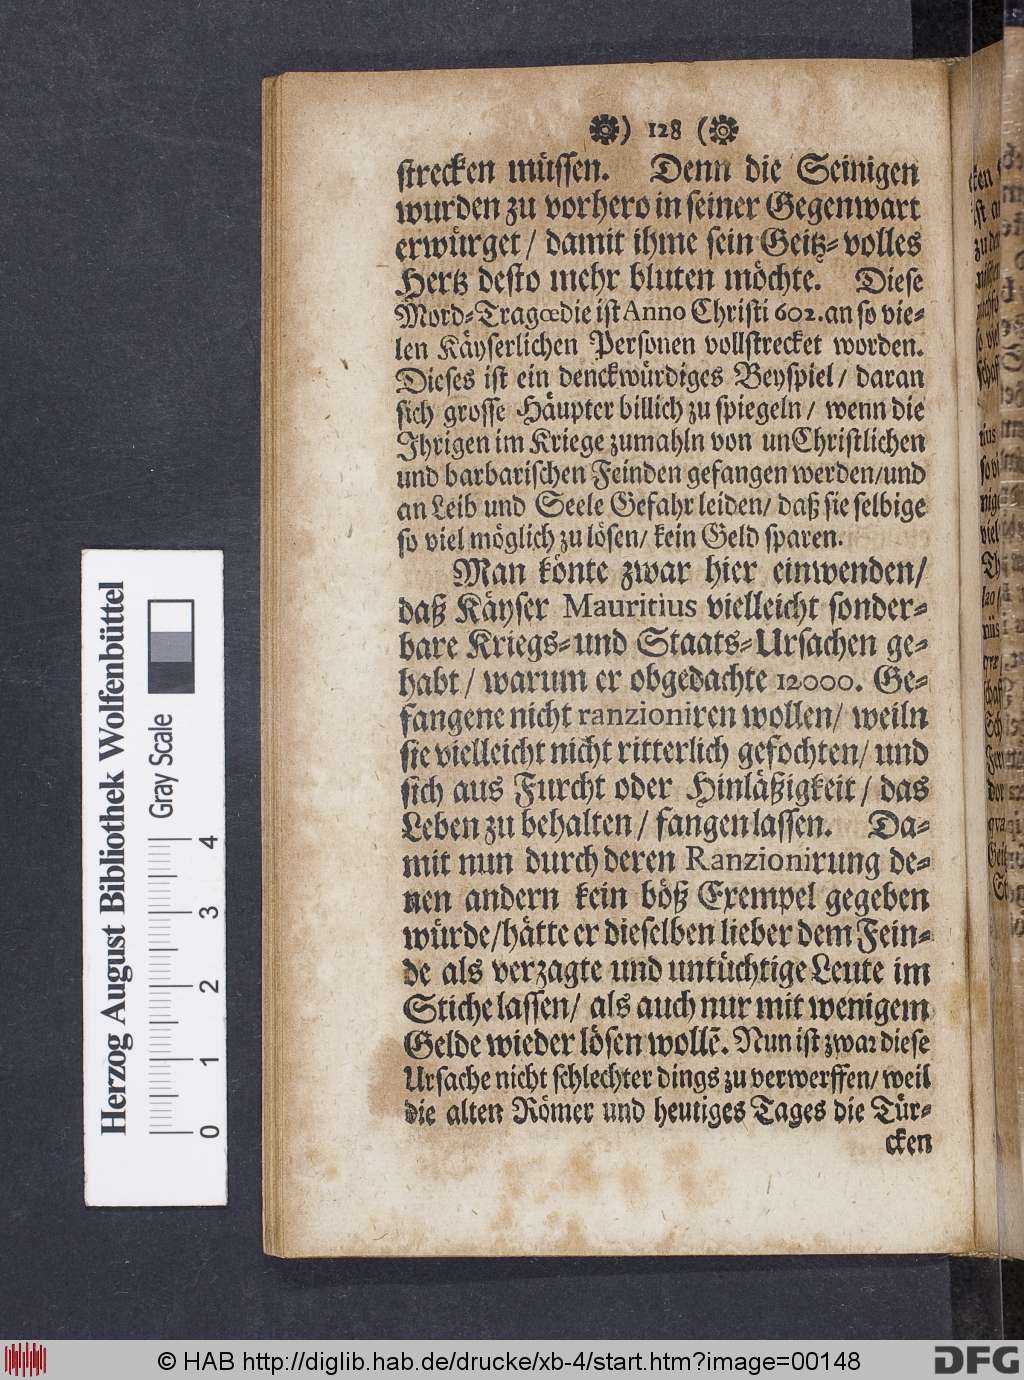 ❁) 128 (❁
ſtrecken müſſen. Denn die Seinigen
wurden zu vorhero in ſeiner Gegenwart
erwürget / damit ihme ſein Geitz-volles
Hertz deſto mehr bluten möchte. Dieſe
Mord-Tragœdie iſt Anno Chriſti 602. an ſo vie-
len Käyſerlichen Perſonen vollſtrecket worden.
Dieſes iſt ein denckwürdiges Beyſpiel / daran
ſich groſſe Häupter billich zu ſpiegeln / wenn die
Ihrigen im Kriege zumahln von unChriſtlichen
und barbariſchen Feinden gefangen werden / und
an Leib und Seele Gefahr leiden / daß ſie ſelbige
ſo viel möglich zu löſen / kein Geld ſparen.
Man könte zwar hier einwenden /
daß Käyſer Mauritius vielleicht ſonder-
bare Kriegs- und Staats-Urſachen ge-
habt / warum er obgedachte 12000. Ge-
fangene nicht ranzioniren wollen / weiln
ſie vielleicht nicht ritterlich gefochten / und
ſich aus Furcht oder Hinläßigkeit / das
Leben zu behalten / fangen laſſen. Da-
mit nun durch deren Ranzionirung de-
nen andern kein böß Exempel gegeben
würde / hätte er dieſelben lieber dem Fein-
de als verzagte und untüchtige Leute im
Stiche laſſen / als auch nur mit wenigem
Gelde wieder löſen wollē. Nun iſt zwar dieſe
Urſache nicht ſchlechter dings zu verwerffen / weil
die alten Römer und heutiges Tages die Tür-
cken
Herzog August Bibliothek Wolfenbüttel
Gray Scale
0 1 2 3 4
© HAB http://diglib.hab.de/drucke/xb-4/start.htm?image=00148
DFG